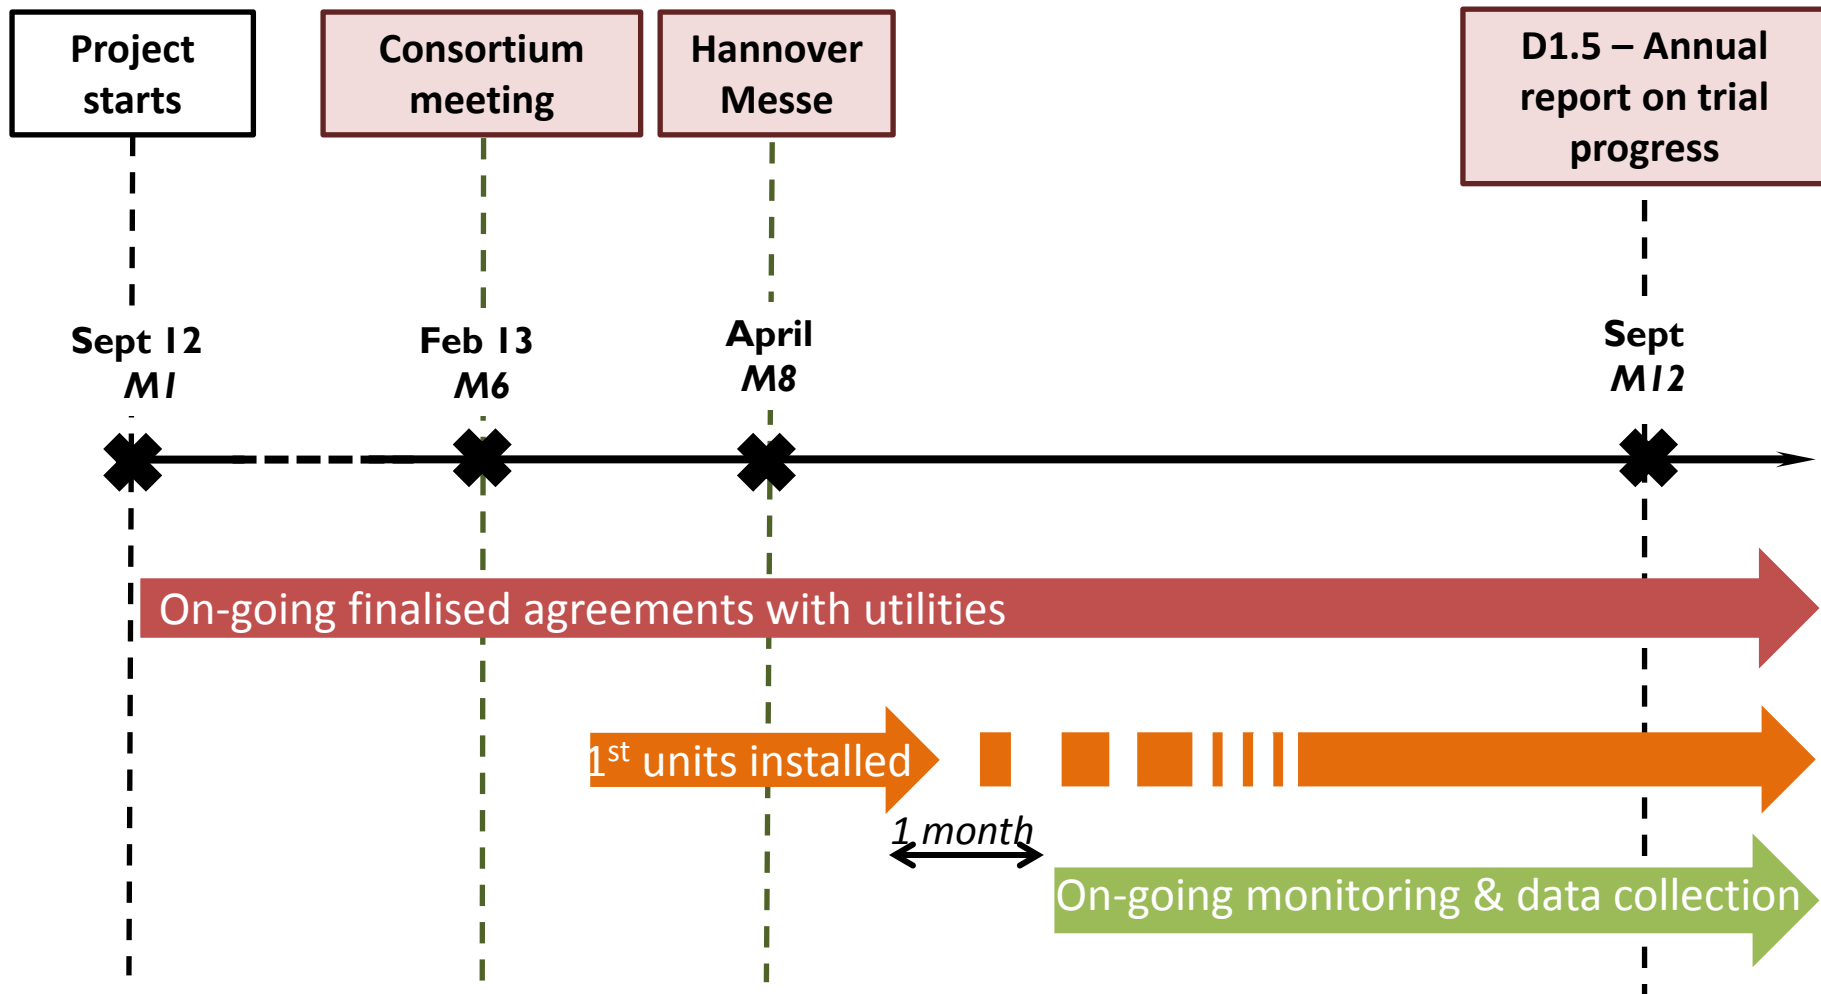 Project
starts
Consortium
meeting
Hannover
Messe
D1.5 – Annual
report on trial
progress
Sept 12
M1
Feb 13
M6
April
M8
Sept
M12
On-going finalised agreements with utilities
1st units installed
1 month
On-going monitoring & data collection